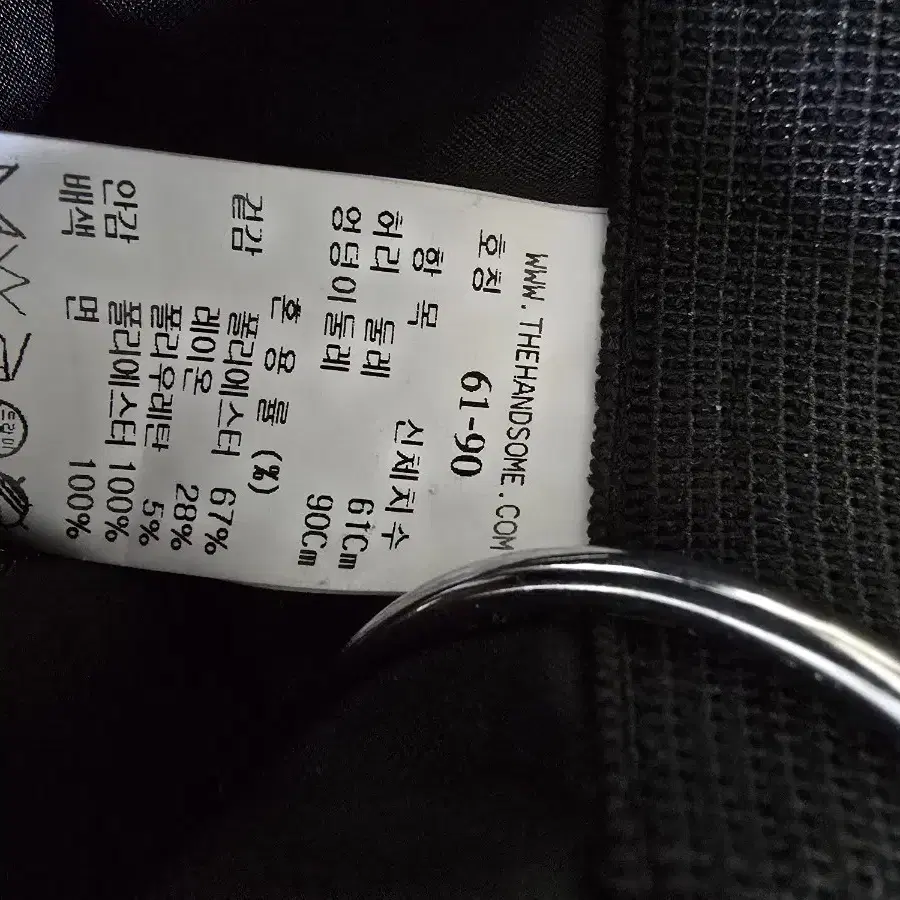 WWW.THEHANDSOME.COM
호칭 61-90
항 목 신체치수
허리 둘레 61Cm
엉덩이둘레 90Cm
혼 용 률 (%)
겉감 폴리에스터 67%
레이온 28%
폴리우레탄 5%
안감 폴리에스터 100%
배색 면 100%
드라이